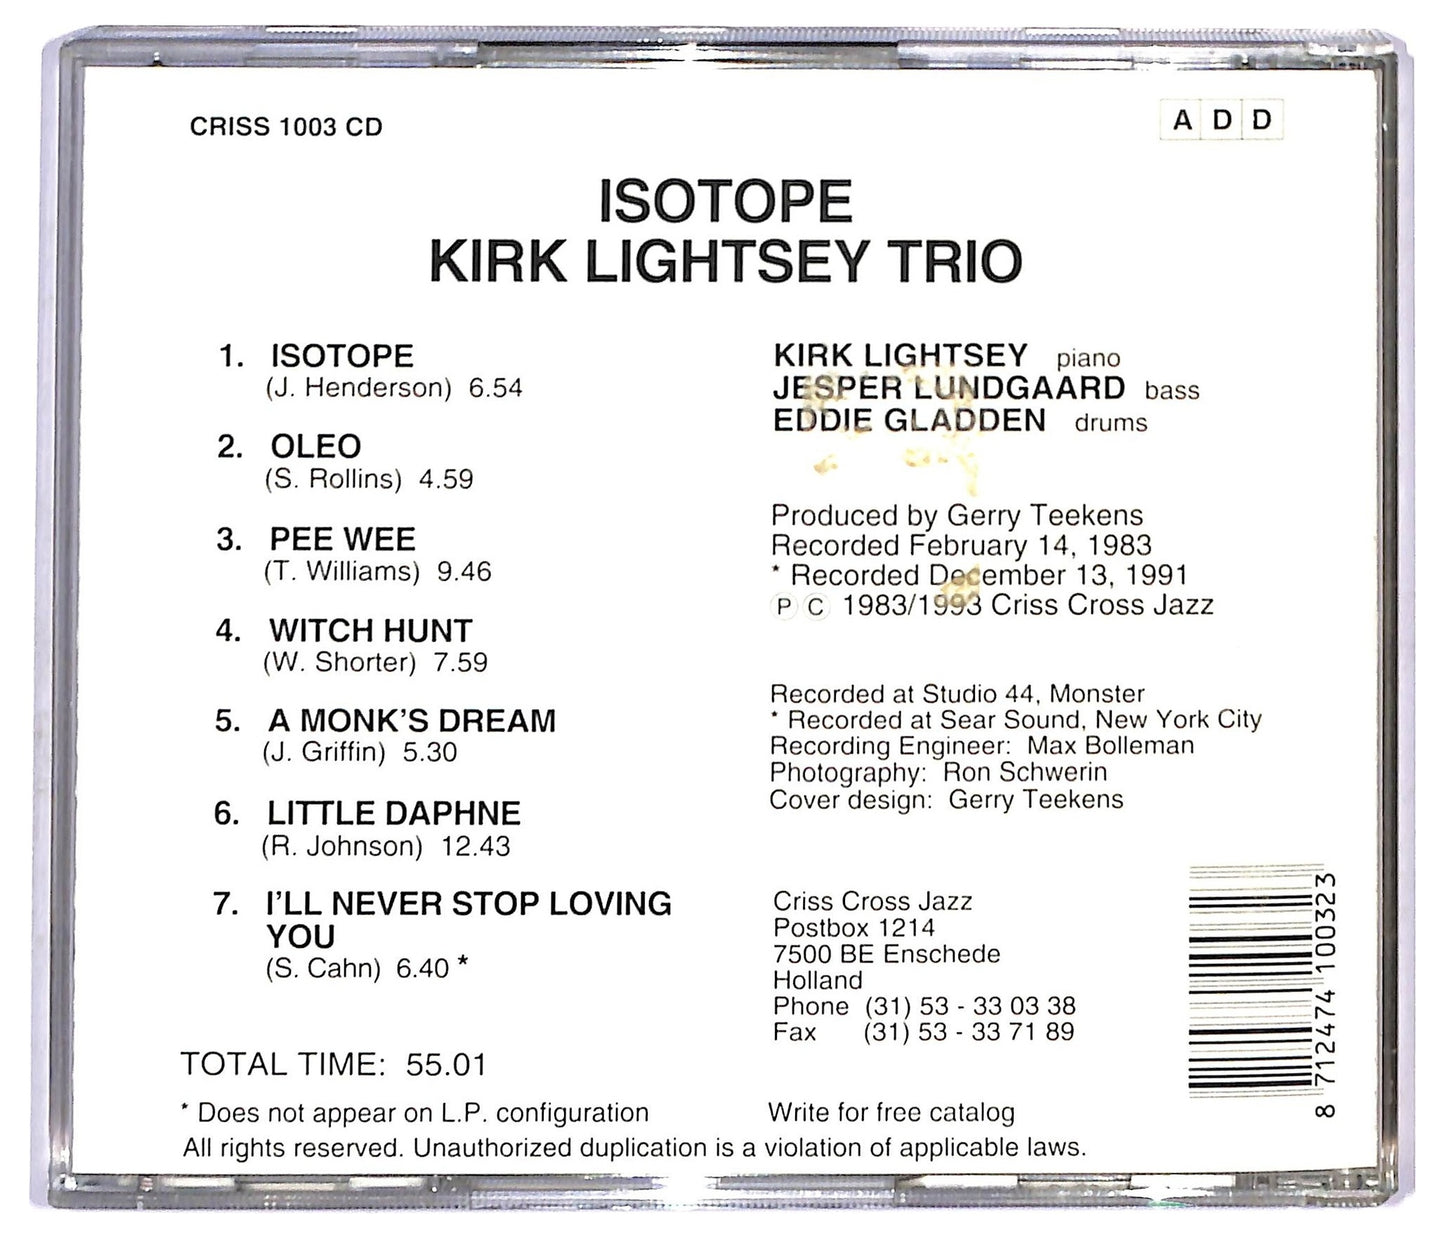 CRISS 1003 CD
A D D
ISOTOPE
KIRK LIGHTSEY TRIO
1. ISOTOPE
(J. Henderson) 6.54
2. OLEO
(S. Rollins) 4.59
3. PEE WEE
(T. Williams) 9.46
4. WITCH HUNT
(W. Shorter) 7.59
5. A MONK'S DREAM
(J. Griffin) 5.30
6. LITTLE DAPHNE
(R. Johnson) 12.43
7. I'LL NEVER STOP LOVING
YOU
(S. Cahn) 6.40 *
TOTAL TIME: 55.01
* Does not appear on L.P. configuration
KIRK LIGHTSEY piano
JESPER LUNDGAARD bass
EDDIE GLADDEN drums
Produced by Gerry Teekens
Recorded February 14, 1983
* Recorded December 13, 1991
Ⓟ Ⓒ 1983/1993 Criss Cross Jazz
Recorded at Studio 44, Monster
* Recorded at Sear Sound, New York City
Recording Engineer: Max Bolleman
Photography: Ron Schwerin
Cover design: Gerry Teekens
Criss Cross Jazz
Postbox 1214
7500 BE Enschede
Holland
Phone (31) 53 - 33 03 38
Fax (31) 53 - 33 71 89
Write for free catalog
8 712474 100323
All rights reserved. Unauthorized duplication is a violation of applicable laws.